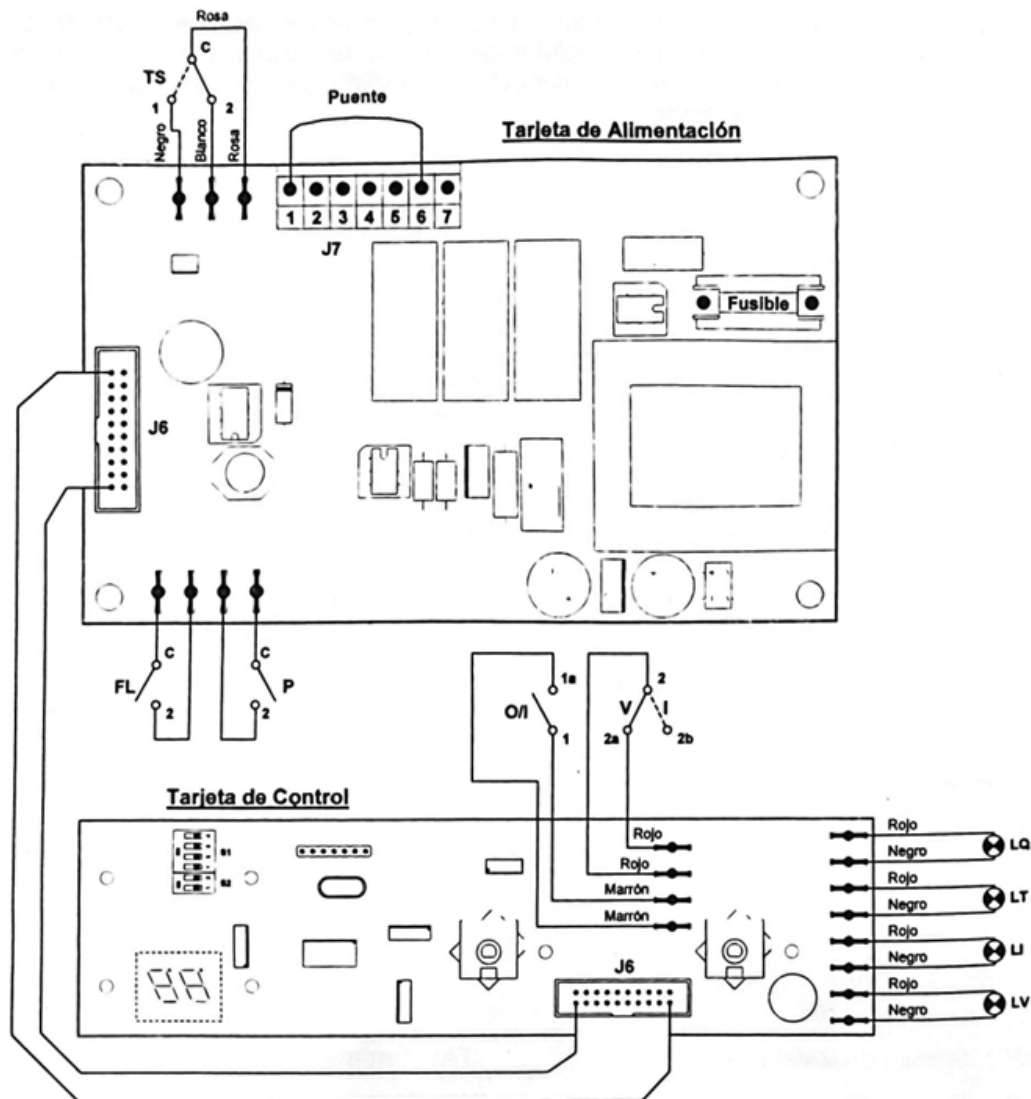 Rosa
C
TS
1
2
Negro
Blanco
Rosa
Puente
Tarjeta de Alimentación
1 2 3 4 5 6 7
J7
Fusible
J6
C
FL
2
C
P
2
1a
O/I
1
2
V
I
2a
2b
Tarjeta de Control
S1
S2
Rojo
Rojo
Marrón
Marrón
J6
Rojo
LQ
Negro
Rojo
LT
Negro
Rojo
LI
Negro
Rojo
LV
Negro